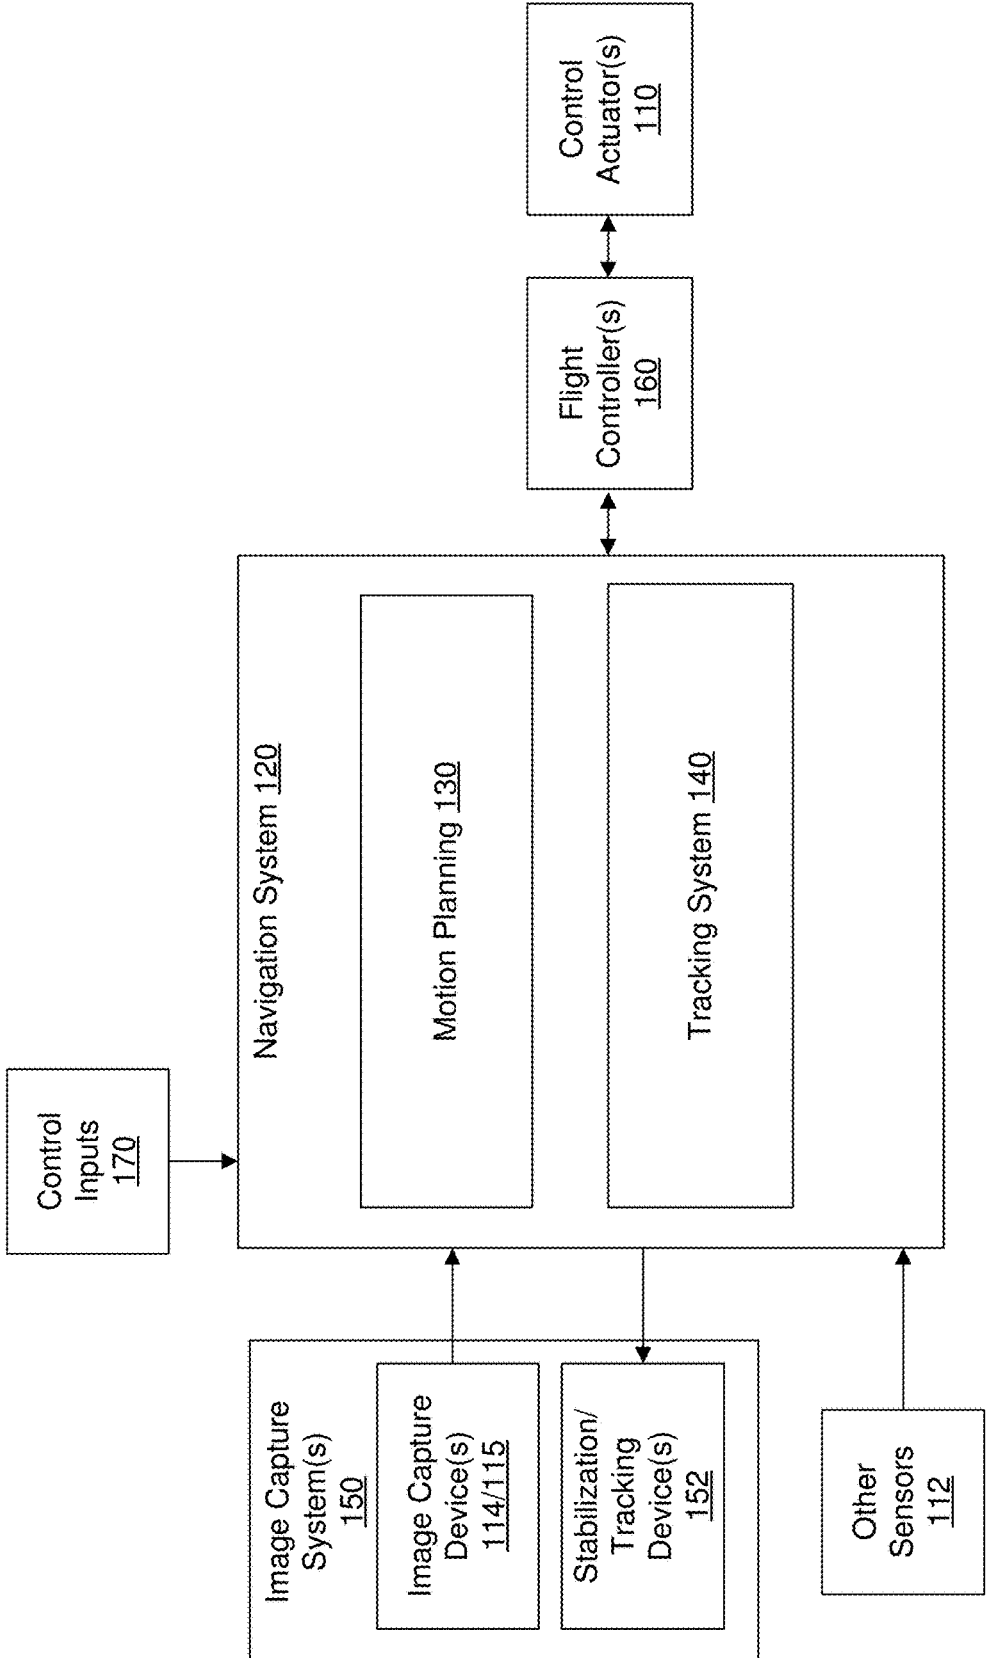 Control
Inputs
170
Image Capture
System(s)
150
Image Capture
Device(s)
114/115
Stabilization/
Tracking
Device(s)
152
Other
Sensors
112
Navigation System 120
Motion Planning 130
Tracking System 140
Flight
Controller(s)
160
Control
Actuator(s)
110